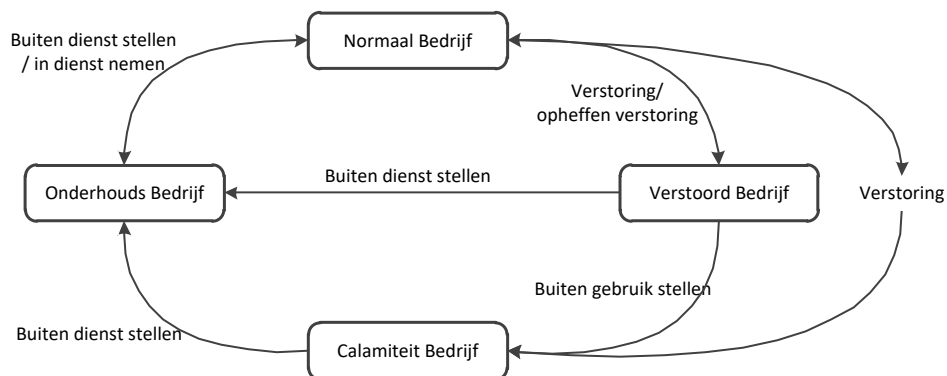 Buiten dienst stellen
/ in dienst nemen
Normaal Bedrijf
Verstoring/
opheffen verstoring
Onderhouds Bedrijf
Buiten dienst stellen
Verstoord Bedrijf
Verstoring
Buiten gebruik stellen
Buiten dienst stellen
Calamiteit Bedrijf